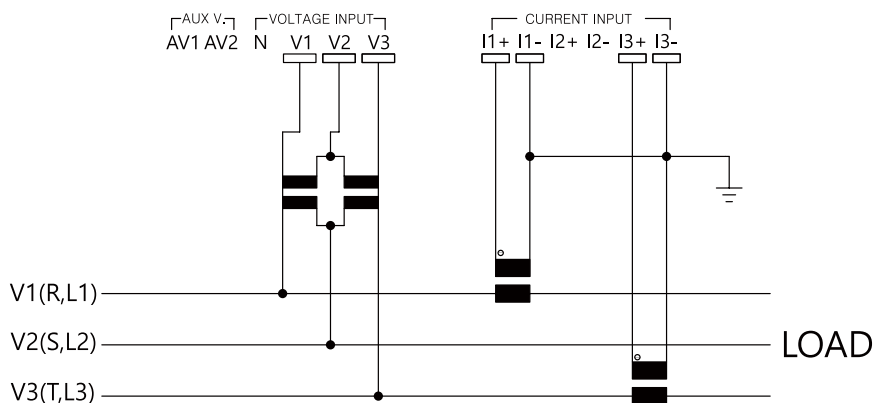 AUX V. VOLTAGE INPUT CURRENT INPUT
AV1 AV2 N V1 V2 V3 I1+ I1- I2+ I2- I3+ I3-
V1(R,L1)
V2(S,L2) LOAD
V3(T,L3)